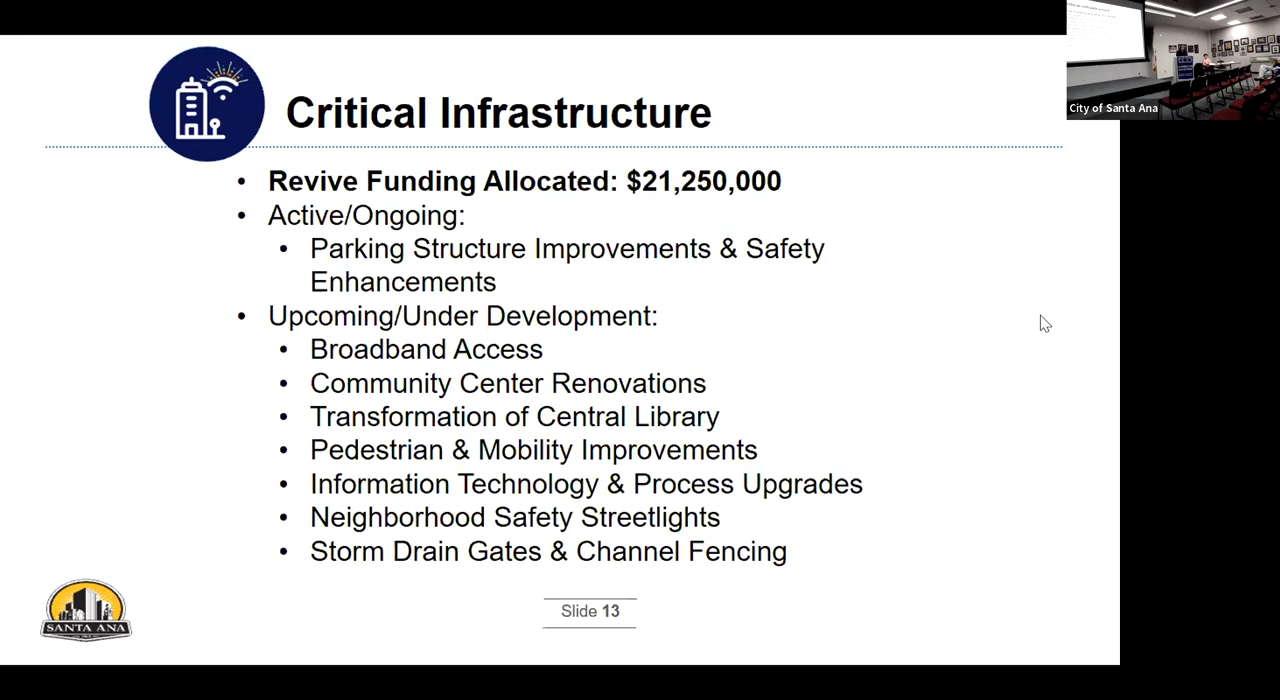 City of Santa Ana
Critical Infrastructure
• Revive Funding Allocated: $21,250,000
• Active/Ongoing:
• Parking Structure Improvements & Safety
Enhancements
• Upcoming/Under Development:
• Broadband Access
• Community Center Renovations
• Transformation of Central Library
• Pedestrian & Mobility Improvements
• Information Technology & Process Upgrades
• Neighborhood Safety Streetlights
• Storm Drain Gates & Channel Fencing
SANTA ANA
Slide 13